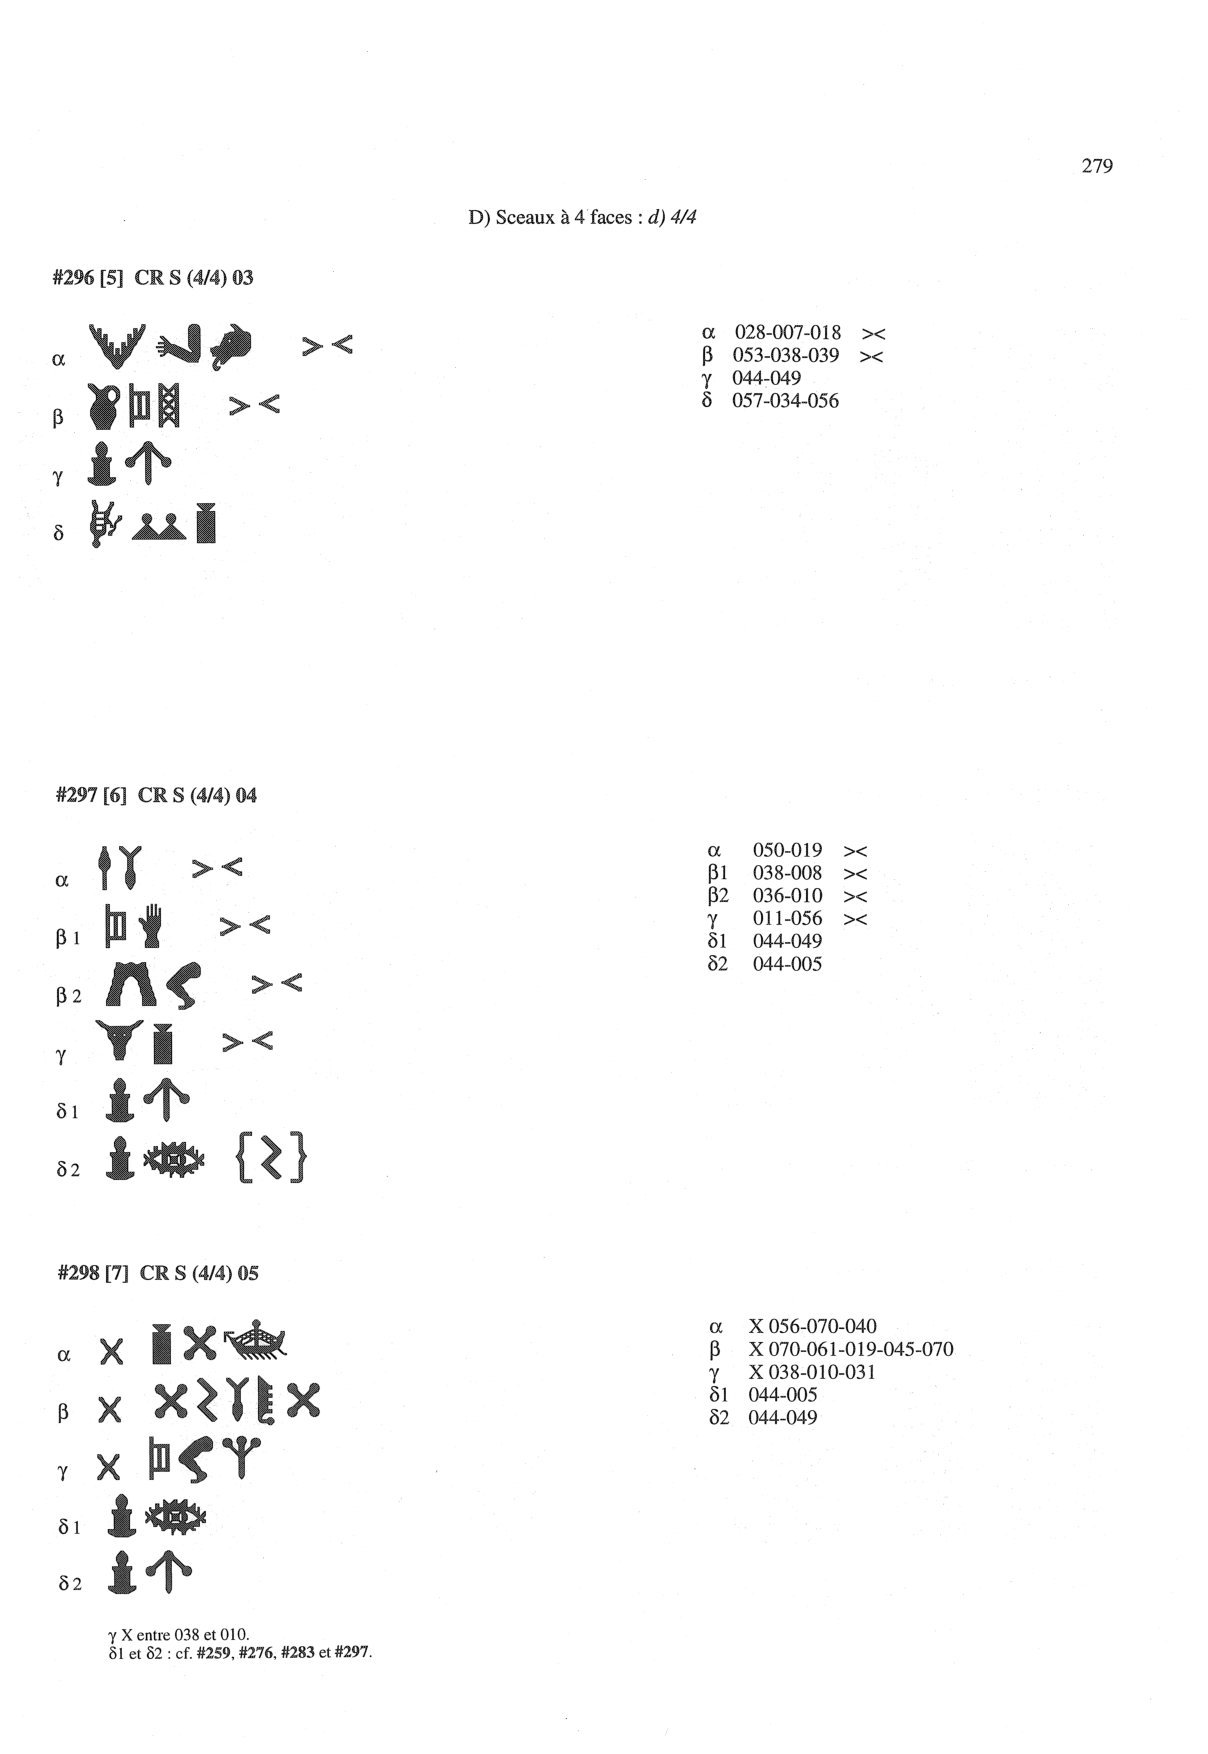 279
D) Sceaux à 4 faces : d) 4/4
#296 [5] CR S (4/4) 03
α > < α 028-007-018 ><
β > < β 053-038-039 ><
γ γ 044-049
δ δ 057-034-056
#297 [6] CR S (4/4) 04
α > < α 050-019 ><
β1 > < β1 038-008 ><
β2 > < β2 036-010 ><
γ > < γ 011-056 ><
δ1 δ1 044-049
δ2 { } δ2 044-005
#298 [7] CR S (4/4) 05
α X α X 056-070-040
β X β X 070-061-019-045-070
γ X γ X 038-010-031
δ1 δ1 044-005
δ2 δ2 044-049
γ X entre 038 et 010.
δ1 et δ2 : cf. #259, #276, #283 et #297.